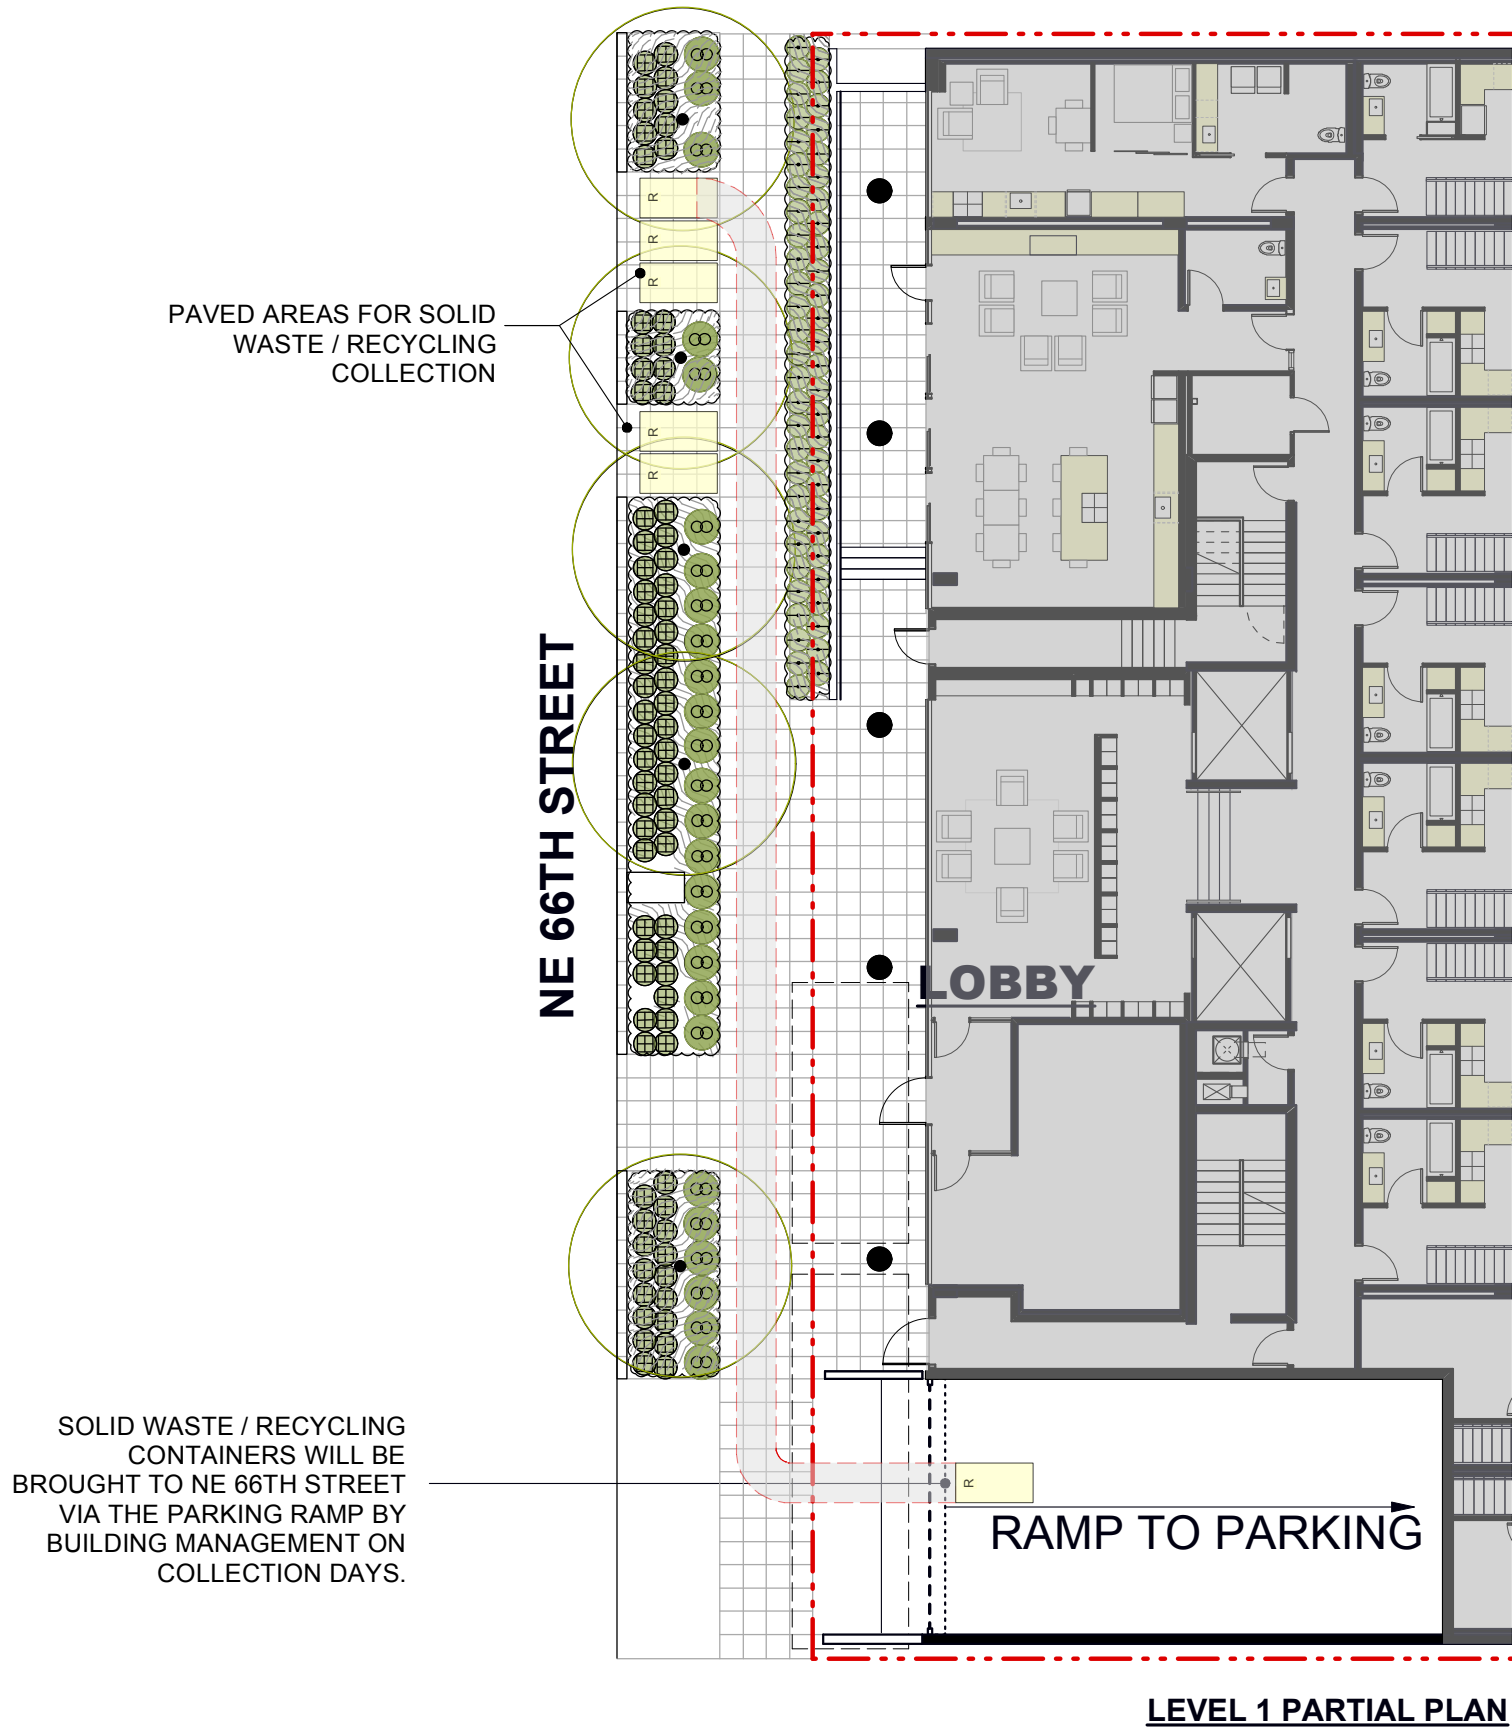 R
R
R
PAVED AREAS FOR SOLID
WASTE / RECYCLING
COLLECTION
R
R
NE 66TH STREET
LOBBY
SOLID WASTE / RECYCLING
CONTAINERS WILL BE
BROUGHT TO NE 66TH STREET
VIA THE PARKING RAMP BY
BUILDING MANAGEMENT ON
COLLECTION DAYS.
R
RAMP TO PARKING
LEVEL 1 PARTIAL PLAN